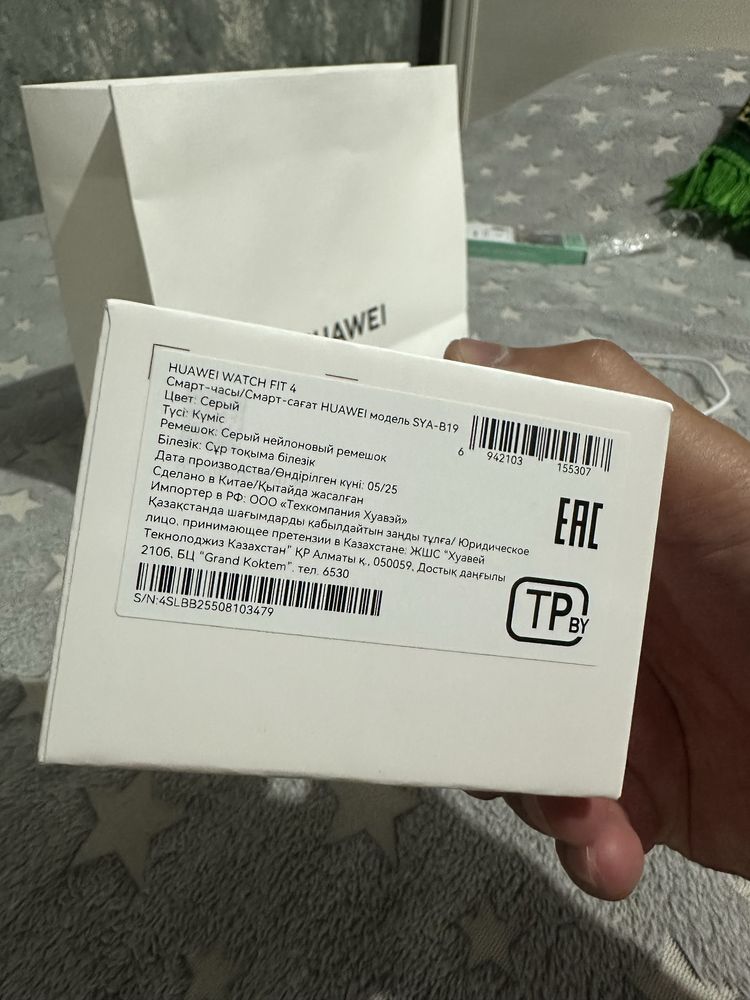 HUAWEI
HUAWEI WATCH FIT 4
Смарт-часы/Смарт-сағат HUAWEI модель SYA-B19
Цвет: Серый
Түсі: Күміс
Ремешок: Серый нейлоновый ремешок
Білезік: Сұр тоқыма білезік
Дата производства/Өндірілген күні: 05/25
Сделано в Китае/Қытайда жасалған
Импортер в РФ: ООО «Техкомпания Хуавэй»
Қазақстанда шағымдарды қабылдайтын заңды тұлға/ Юридическое
лицо, принимающее претензии в Казахстане: ЖШС "Хуавей
Текнолоджиз Казахстан" ҚР Алматы қ., 050059, Достық даңғылы
2106, БЦ "Grand Koktem". тел. 6530
S/N:4SLBB25508103479
6 942103 155307
EAC
TP BY